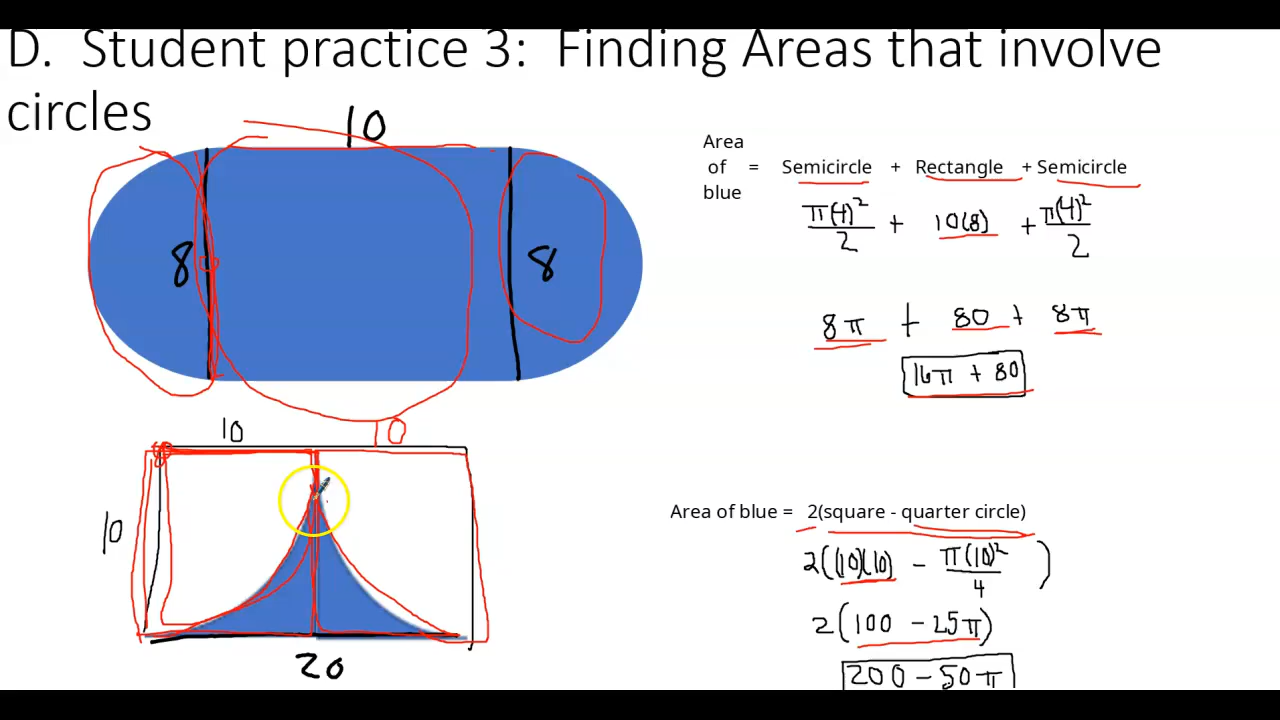 D. Student practice 3: Finding Areas that involve
circles
10
8
8
Area
of = Semicircle + Rectangle + Semicircle
blue
π(4)²/2 + 10(8) + π(4)²/2
8π + 80 + 8π
16π + 80
10
10
10
20
Area of blue = 2(square - quarter circle)
2((10)(10) - π(10)²/4)
2(100 - 25π)
200 - 50π